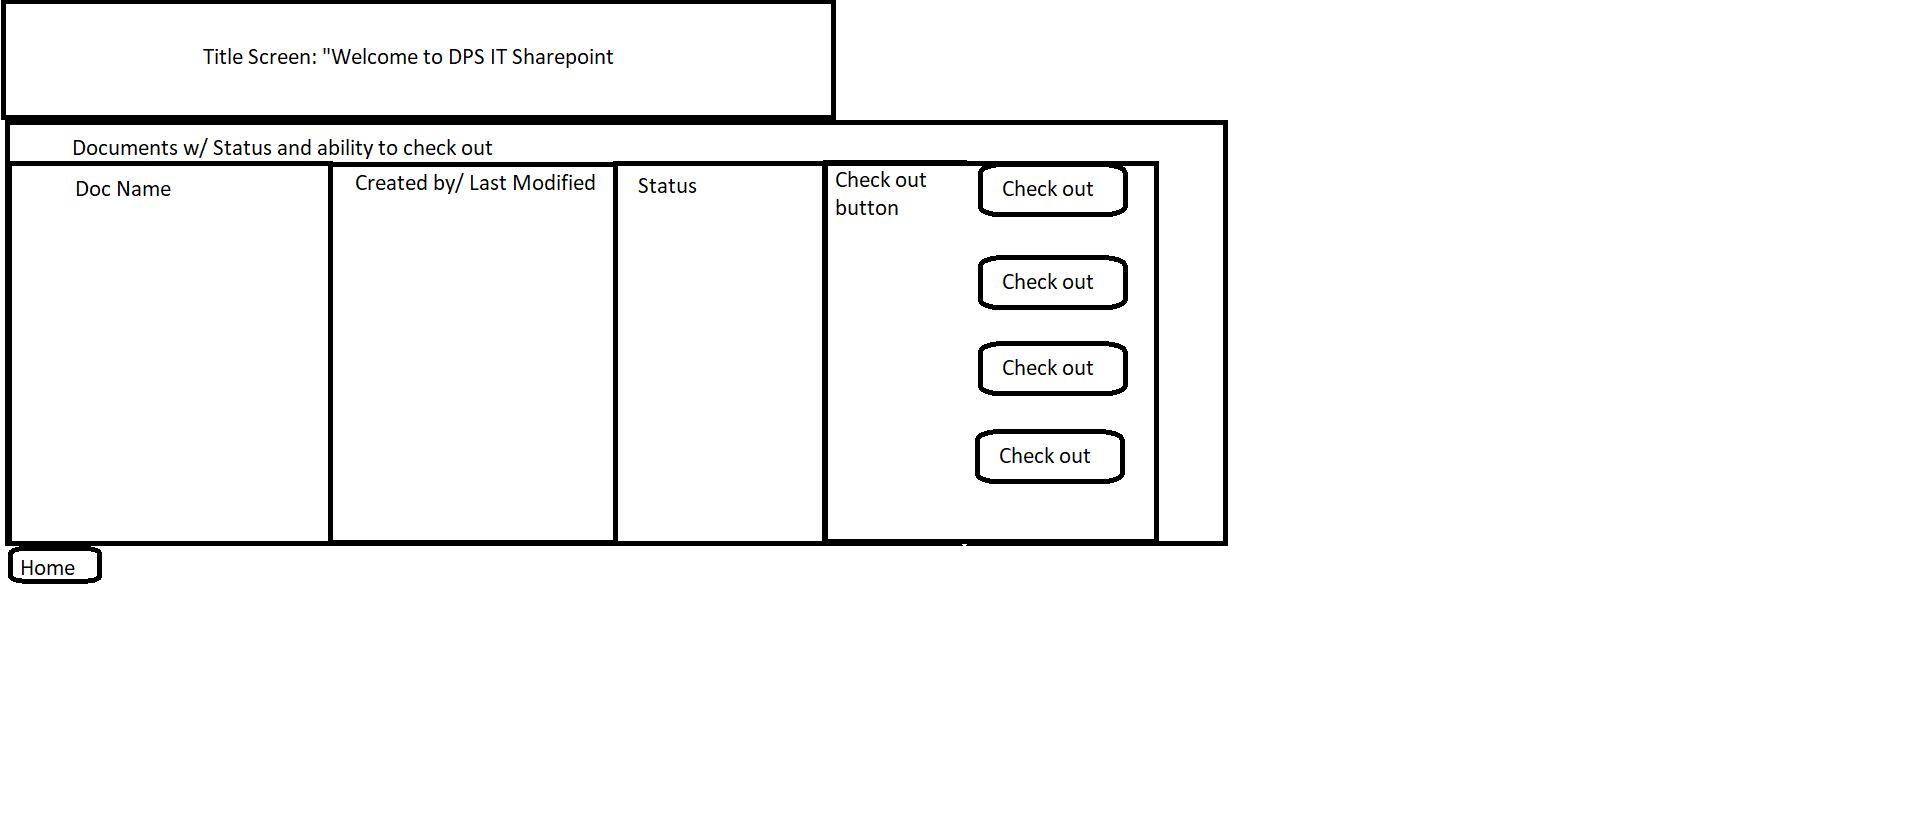 Title Screen: "Welcome to DPS IT Sharepoint
Documents w/ Status and ability to check out
Doc Name
Created by/ Last Modified
Status
Check out
button
Check out
Check out
Check out
Check out
Home